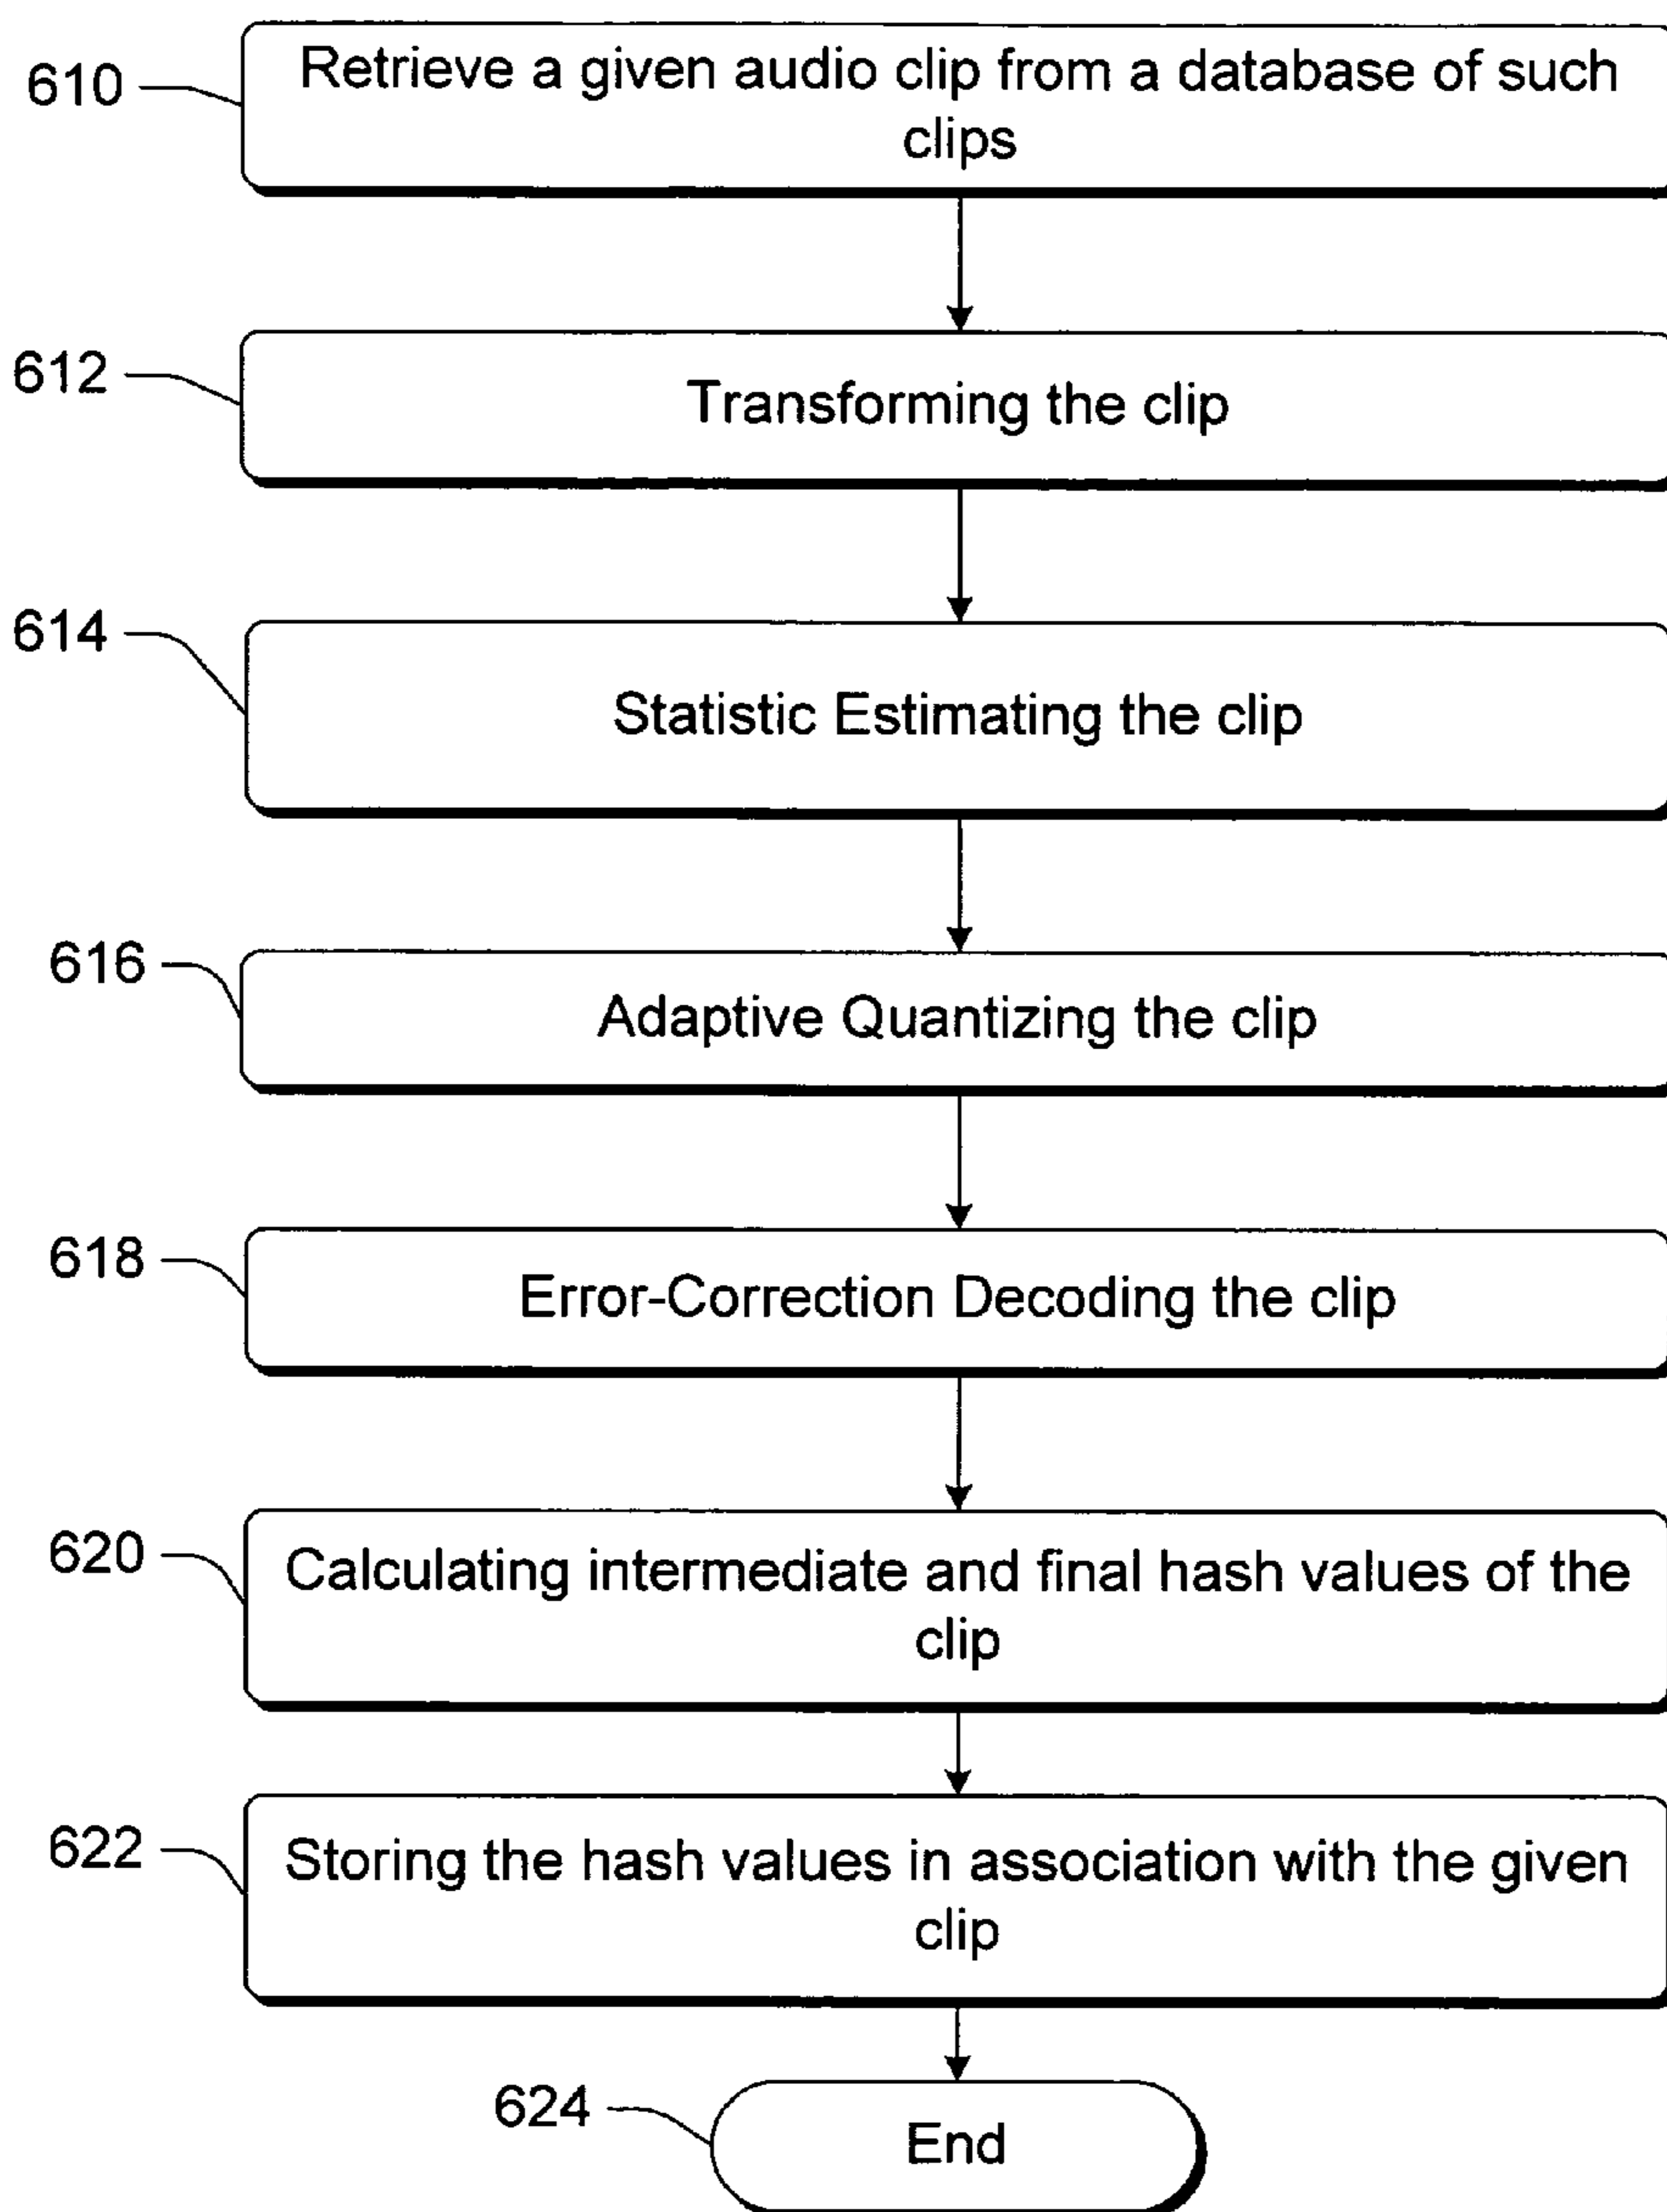 610
Retrieve a given audio clip from a database of such
clips
612
Transforming the clip
614
Statistic Estimating the clip
616
Adaptive Quantizing the clip
618
Error-Correction Decoding the clip
620
Calculating intermediate and final hash values of the
clip
622
Storing the hash values in association with the given
clip
624
End